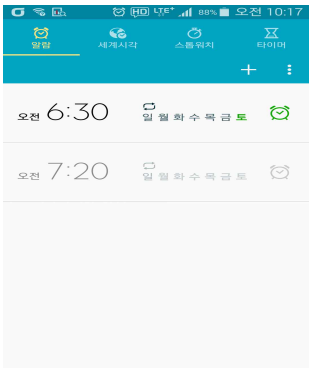 HD LTE+ 88% 오전 10:17
알람 세계시각 스톱워치 타이머
오전 6:30 일 월 화 수 목 금 토
오전 7:20 일 월 화 수 목 금 토